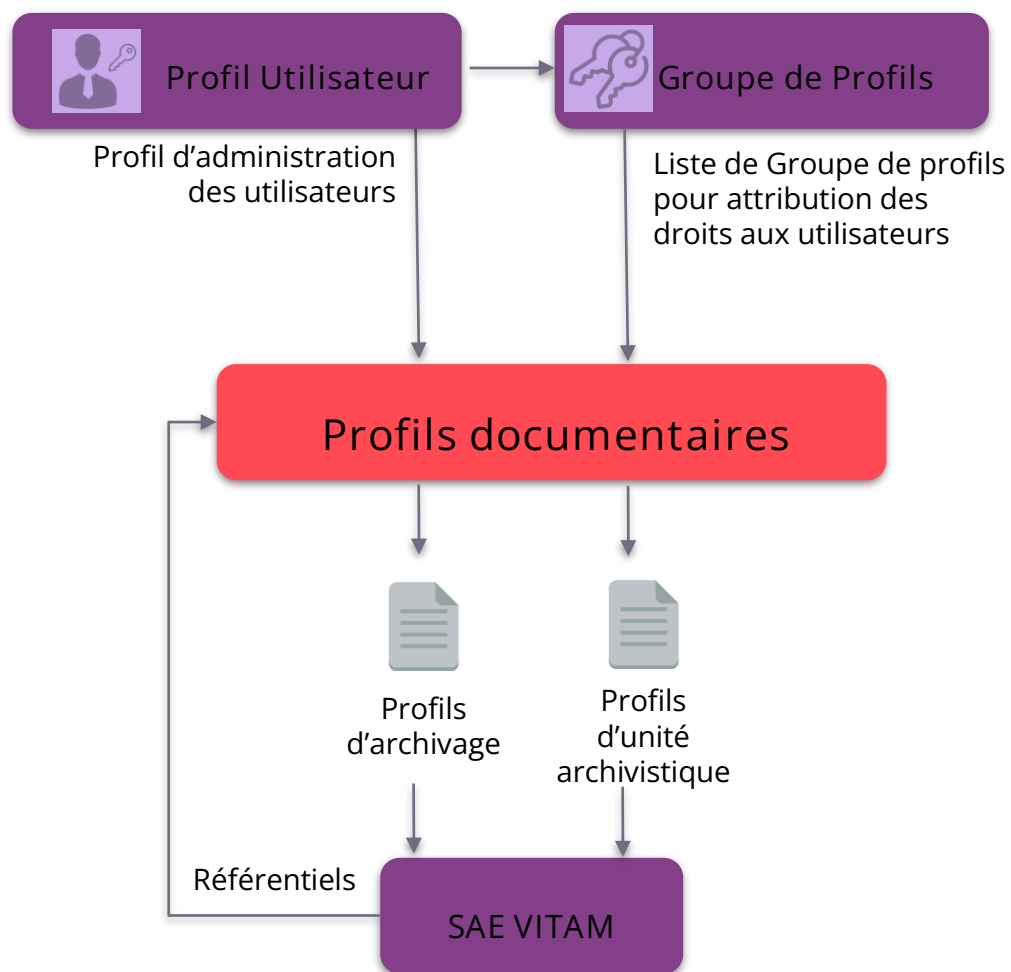 Profil Utilisateur
Groupe de Profils
Profil d’administration
des utilisateurs
Liste de Groupe de profils
pour attribution des
droits aux utilisateurs
Profils documentaires
Profils
d’archivage
Profils
d’unité
archivistique
Référentiels
SAE VITAM